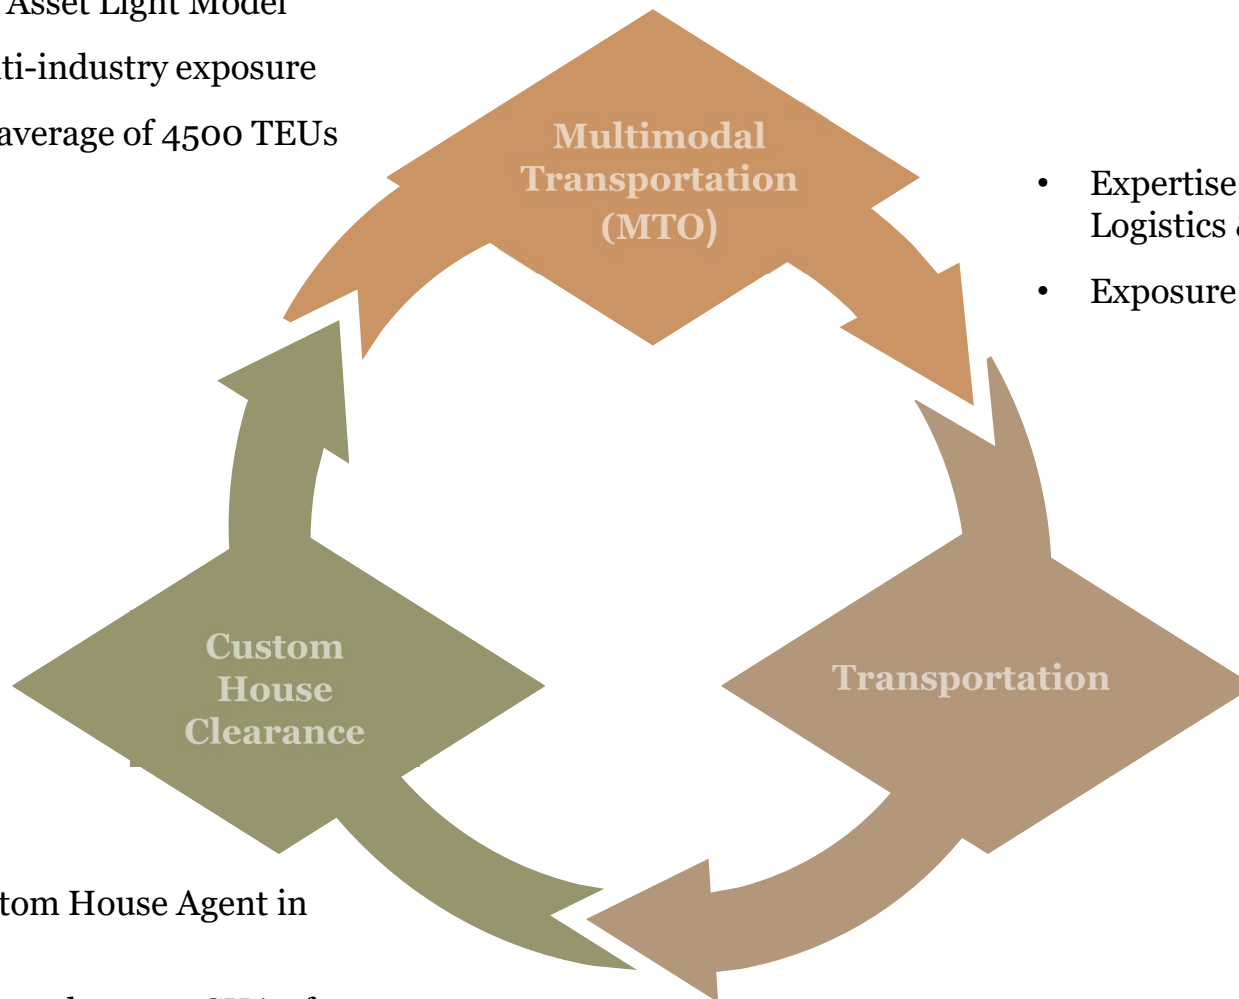 Asset Light Model
ti-industry exposure
average of 4500 TEUs
Multimodal
Transportation
(MTO)
• Expertise
Logistics &
• Exposure
Custom
House
Clearance
Transportation
tom House Agent in